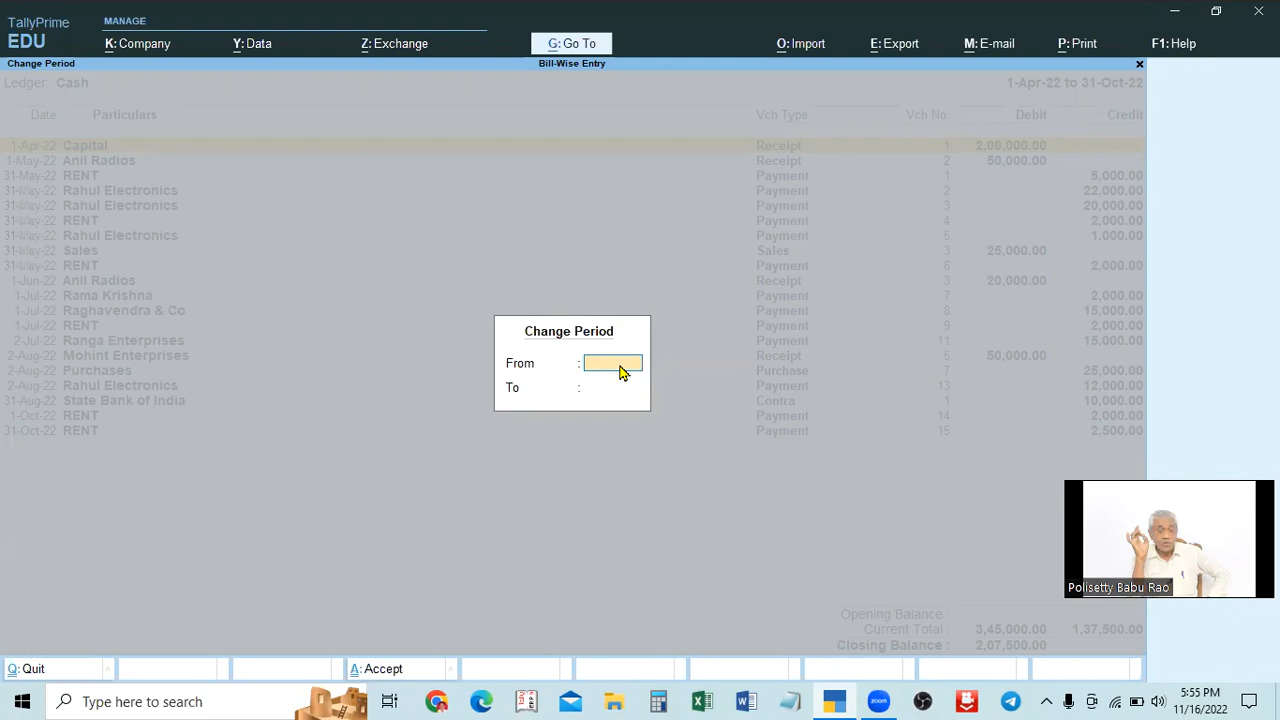 TallyPrime
EDU
MANAGE
K: Company Y: Data Z: Exchange G: Go To O: Import E: Export M: E-mail P: Print F1: Help
Change Period Bill-Wise Entry ×
Ledger: Cash 1-Apr-22 to 31-Oct-22
Date Particulars Vch Type Vch No. Debit Credit
1-Apr-22 Capital Receipt 1 2,00,000.00
1-May-22 Anil Radios Receipt 2 50,000.00
31-May-22 RENT Payment 1 5,000.00
31-May-22 Rahul Electronics Payment 2 22,000.00
31-May-22 Rahul Electronics Payment 3 20,000.00
31-May-22 RENT Payment 4 2,000.00
31-May-22 Rahul Electronics Payment 5 1,000.00
31-May-22 Sales Sales 3 25,000.00
31-May-22 RENT Payment 6 2,000.00
1-Jun-22 Anil Radios Receipt 3 20,000.00
1-Jul-22 Rama Krishna Payment 7 2,000.00
1-Jul-22 Raghavendra & Co Payment 8 15,000.00
1-Jul-22 RENT Payment 9 2,000.00
2-Jul-22 Ranga Enterprises Payment 11 15,000.00
2-Aug-22 Mohint Enterprises Receipt 5 50,000.00
2-Aug-22 Purchases Purchase 7 25,000.00
2-Aug-22 Rahul Electronics Payment 13 12,000.00
31-Aug-22 State Bank of India Contra 1 10,000.00
1-Oct-22 RENT Payment 14 2,000.00
31-Oct-22 RENT Payment 15 2,500.00
Change Period
From :
To :
Polisetty Babu Rao
Opening Balance :
Current Total : 3,45,000.00 1,37,500.00
Closing Balance : 2,07,500.00
Q: Quit A: Accept
Type here to search
zoom
5:55 PM
11/16/2022